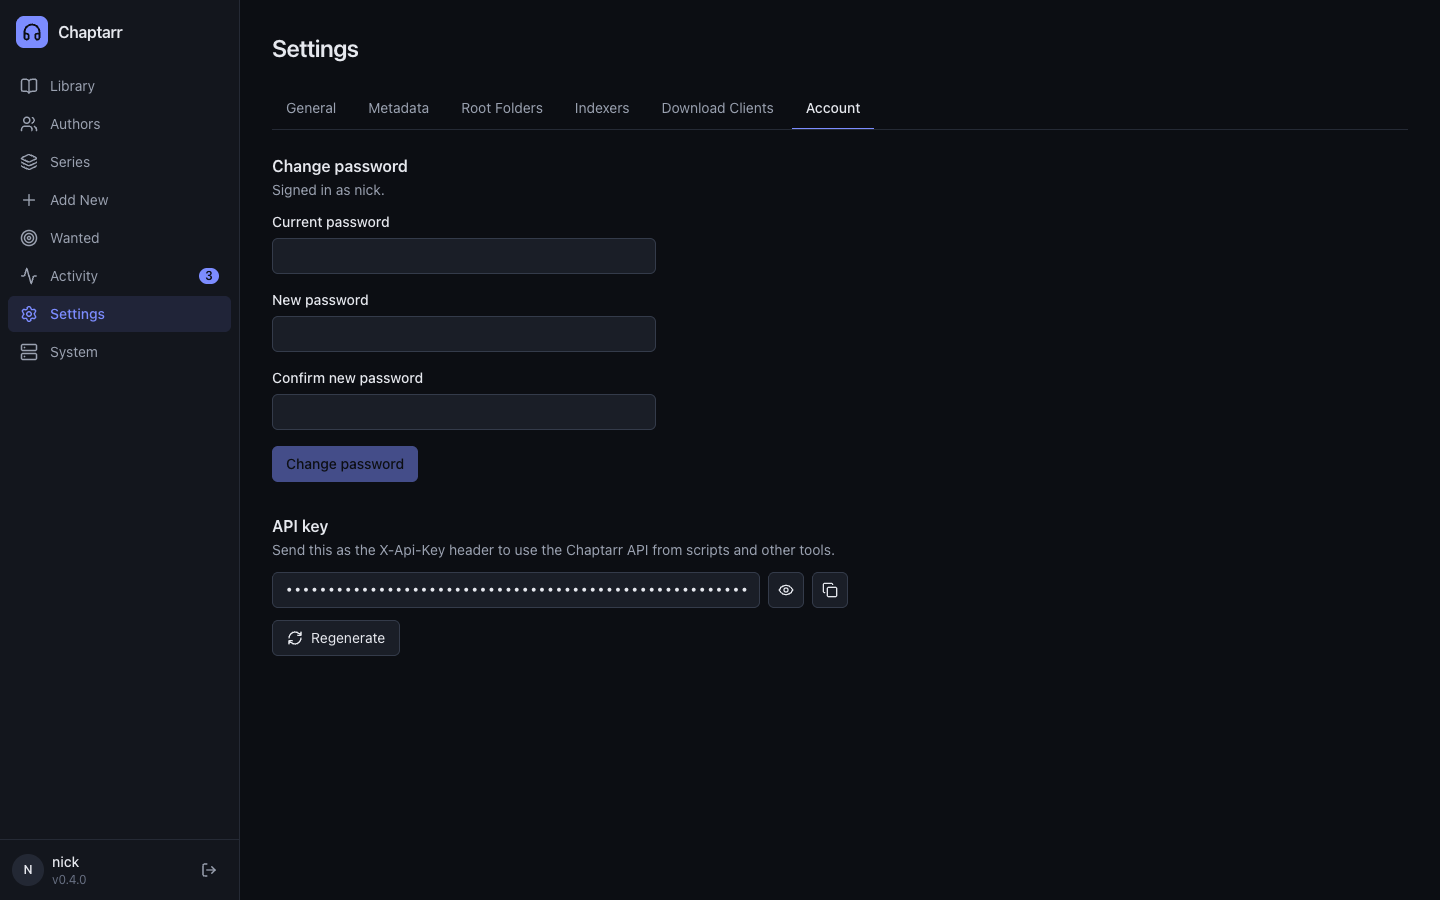 Chaptarr
Library
Authors
Series
Add New
Wanted
Activity 3
Settings
System
nick
v0.4.0
N
Settings
General Metadata Root Folders Indexers Download Clients Account
Change password
Signed in as nick.
Current password
New password
Confirm new password
Change password
API key
Send this as the X-Api-Key header to use the Chaptarr API from scripts and other tools.
Regenerate